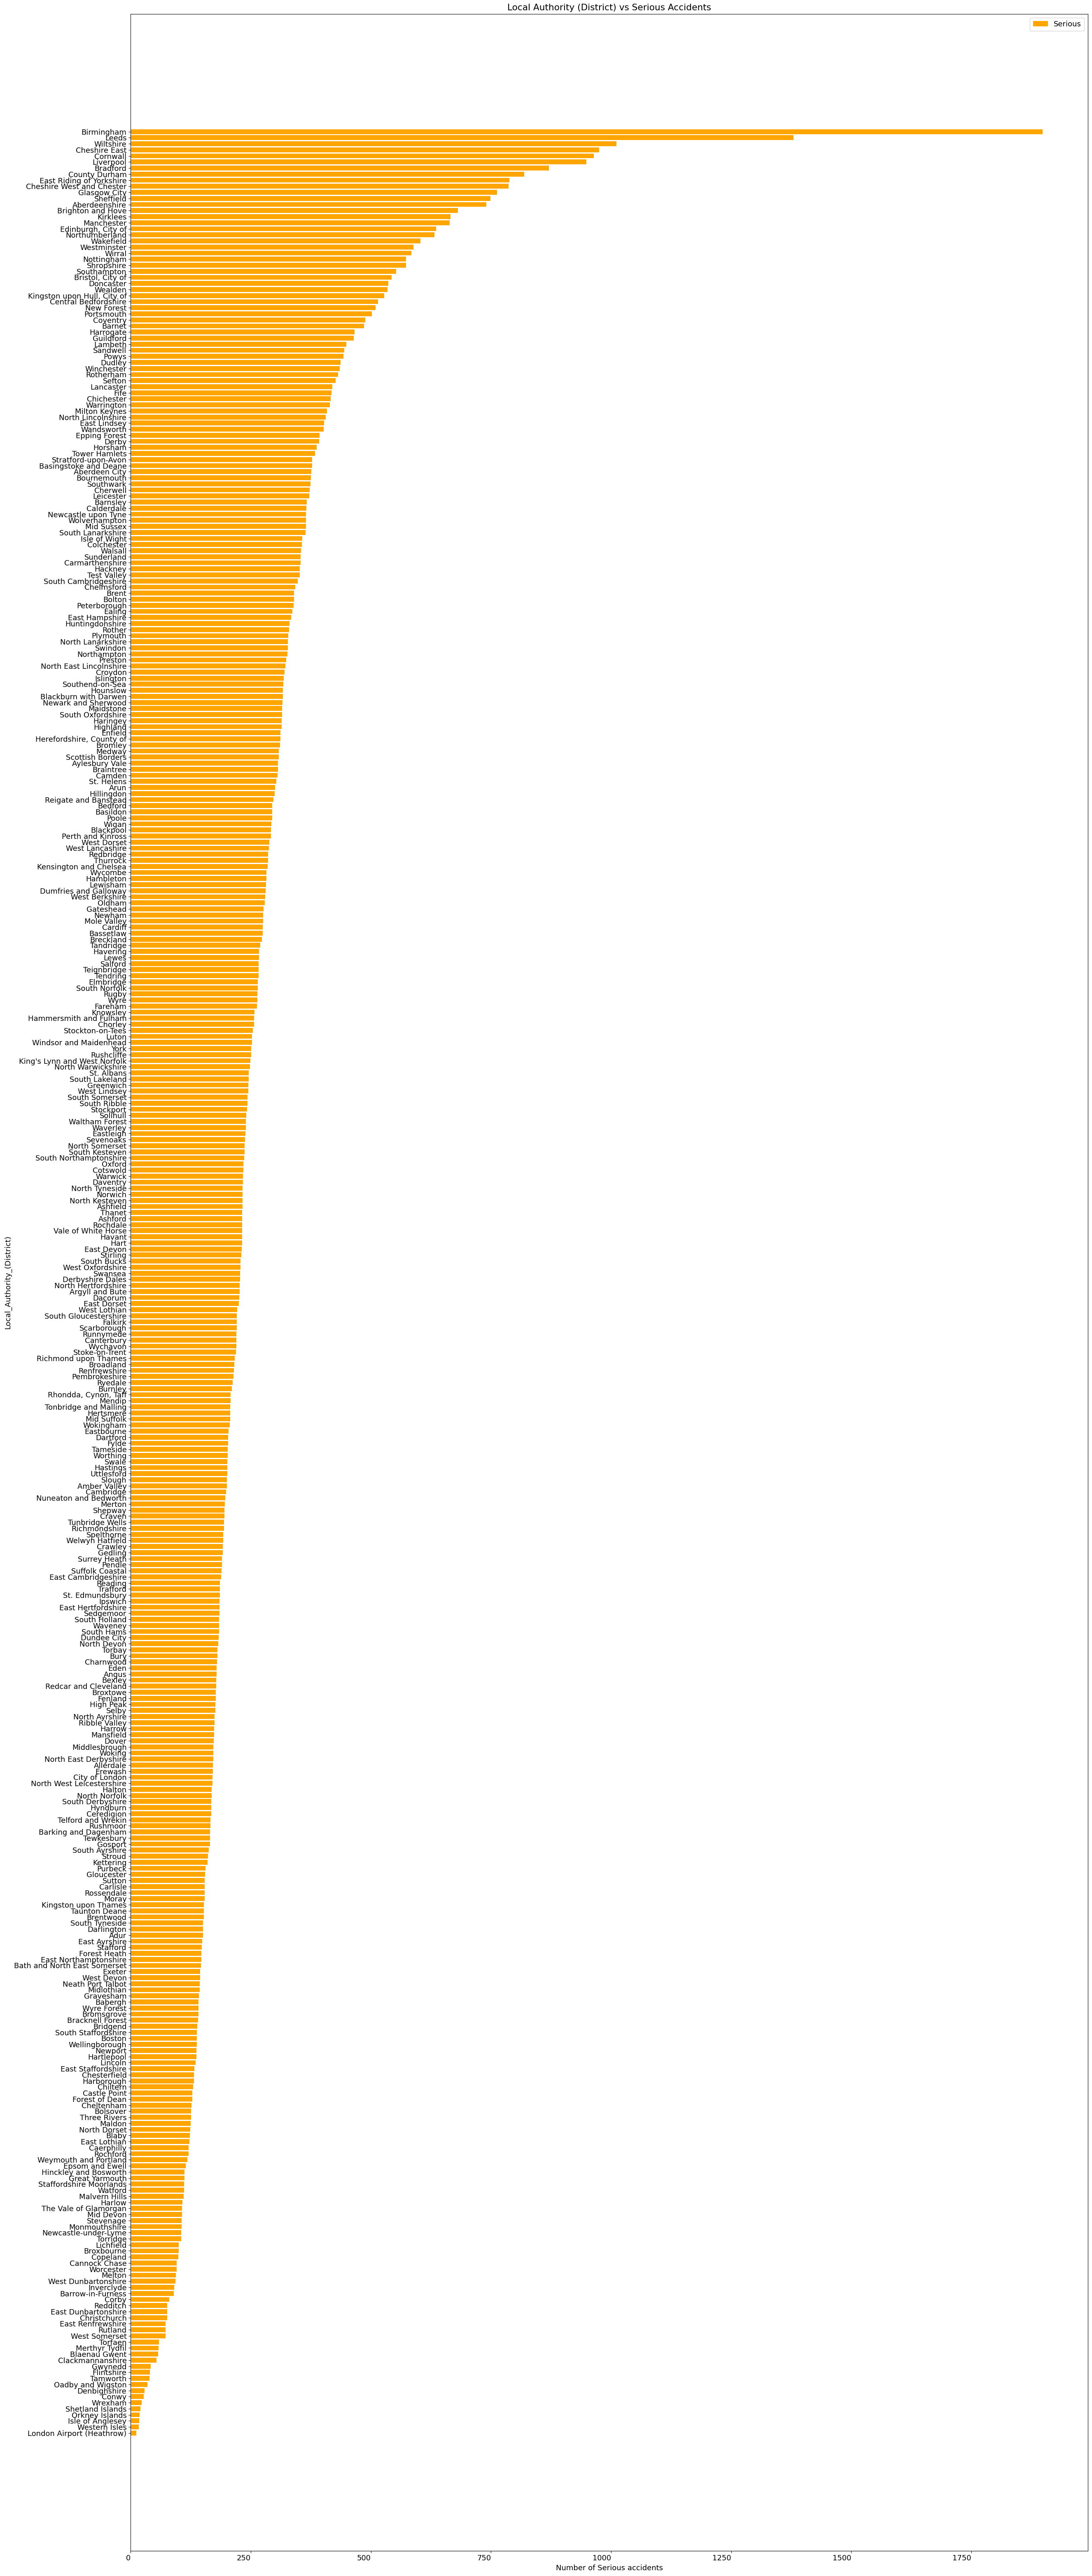 Local Authority (District) vs Serious Accidents
Serious
Birmingham
Leeds
Wiltshire
Cheshire East
Cornwall
Liverpool
Bradford
County Durham
East Riding of Yorkshire
Cheshire West and Chester
Glasgow City
Sheffield
Aberdeenshire
Brighton and Hove
Kirklees
Manchester
Edinburgh, City of
Northumberland
Wakefield
Westminster
Wirral
Nottingham
Shropshire
Southampton
Bristol, City of
Doncaster
Wealden
Kingston upon Hull, City of
Central Bedfordshire
New Forest
Portsmouth
Coventry
Barnet
Harrogate
Guildford
Lambeth
Sandwell
Powys
Dudley
Winchester
Rotherham
Sefton
Lancaster
Fife
Chichester
Warrington
Milton Keynes
North Lincolnshire
East Lindsey
Wandsworth
Epping Forest
Derby
Horsham
Tower Hamlets
Stratford-upon-Avon
Basingstoke and Deane
Aberdeen City
Bournemouth
Southwark
Cherwell
Leicester
Barnsley
Calderdale
Newcastle upon Tyne
Wolverhampton
Mid Sussex
South Lanarkshire
Isle of Wight
Colchester
Walsall
Sunderland
Carmarthenshire
Hackney
Test Valley
South Cambridgeshire
Chelmsford
Brent
Bolton
Peterborough
Ealing
East Hampshire
Huntingdonshire
Rother
Plymouth
North Lanarkshire
Swindon
Northampton
Preston
North East Lincolnshire
Croydon
Islington
Southend-on-Sea
Hounslow
Blackburn with Darwen
Newark and Sherwood
Maidstone
South Oxfordshire
Haringey
Highland
Enfield
Herefordshire, County of
Bromley
Medway
Scottish Borders
Aylesbury Vale
Braintree
Camden
St. Helens
Arun
Hillingdon
Reigate and Banstead
Bedford
Basildon
Poole
Wigan
Blackpool
Perth and Kinross
West Dorset
West Lancashire
Redbridge
Thurrock
Kensington and Chelsea
Wycombe
Hambleton
Lewisham
Dumfries and Galloway
West Berkshire
Oldham
Gateshead
Newham
Mole Valley
Cardiff
Bassetlaw
Breckland
Tandridge
Havering
Lewes
Salford
Teignbridge
Tendring
Elmbridge
South Norfolk
Rugby
Wyre
Fareham
Knowsley
Hammersmith and Fulham
Chorley
Stockton-on-Tees
Luton
Windsor and Maidenhead
York
Rushcliffe
King's Lynn and West Norfolk
North Warwickshire
St. Albans
South Lakeland
Greenwich
West Lindsey
South Somerset
South Ribble
Stockport
Solihull
Waltham Forest
Waverley
Eastleigh
Sevenoaks
North Somerset
South Kesteven
South Northamptonshire
Oxford
Cotswold
Warwick
Daventry
North Tyneside
Norwich
North Kesteven
Ashfield
Thanet
Ashford
Rochdale
Vale of White Horse
Havant
Hart
East Devon
Stirling
South Bucks
West Oxfordshire
Swansea
Derbyshire Dales
North Hertfordshire
Argyll and Bute
Dacorum
East Dorset
West Lothian
South Gloucestershire
Falkirk
Scarborough
Runnymede
Canterbury
Wychavon
Stoke-on-Trent
Richmond upon Thames
Broadland
Renfrewshire
Pembrokeshire
Ryedale
Burnley
Rhondda, Cynon, Taff
Mendip
Tonbridge and Malling
Hertsmere
Mid Suffolk
Wokingham
Eastbourne
Dartford
Fylde
Tameside
Worthing
Swale
Hastings
Uttlesford
Slough
Amber Valley
Cambridge
Nuneaton and Bedworth
Merton
Shepway
Craven
Tunbridge Wells
Richmondshire
Spelthorne
Welwyn Hatfield
Crawley
Gedling
Surrey Heath
Pendle
Suffolk Coastal
East Cambridgeshire
Reading
Trafford
St. Edmundsbury
Ipswich
East Hertfordshire
Sedgemoor
South Holland
Waveney
South Hams
Dundee City
North Devon
Torbay
Bury
Charnwood
Eden
Angus
Bexley
Redcar and Cleveland
Broxtowe
Fenland
High Peak
Selby
North Ayrshire
Ribble Valley
Harrow
Mansfield
Dover
Middlesbrough
Woking
North East Derbyshire
Allerdale
Erewash
City of London
North West Leicestershire
Halton
North Norfolk
South Derbyshire
Hyndburn
Ceredigion
Telford and Wrekin
Rushmoor
Barking and Dagenham
Tewkesbury
Gosport
South Ayrshire
Stroud
Kettering
Purbeck
Gloucester
Sutton
Carlisle
Rossendale
Moray
Kingston upon Thames
Taunton Deane
Brentwood
South Tyneside
Darlington
Adur
East Ayrshire
Stafford
Forest Heath
East Northamptonshire
Bath and North East Somerset
Exeter
West Devon
Neath Port Talbot
Midlothian
Gravesham
Babergh
Wyre Forest
Bromsgrove
Bracknell Forest
Bridgend
South Staffordshire
Boston
Wellingborough
Newport
Hartlepool
Lincoln
East Staffordshire
Chesterfield
Harborough
Chiltern
Castle Point
Forest of Dean
Cheltenham
Bolsover
Three Rivers
Maldon
North Dorset
Blaby
East Lothian
Caerphilly
Rochford
Weymouth and Portland
Epsom and Ewell
Hinckley and Bosworth
Great Yarmouth
Staffordshire Moorlands
Watford
Malvern Hills
Harlow
The Vale of Glamorgan
Mid Devon
Stevenage
Monmouthshire
Newcastle-under-Lyme
Torridge
Lichfield
Broxbourne
Copeland
Cannock Chase
Worcester
Melton
West Dunbartonshire
Inverclyde
Barrow-in-Furness
Corby
Redditch
East Dunbartonshire
Christchurch
East Renfrewshire
Rutland
West Somerset
Torfaen
Merthyr Tydfil
Blaenau Gwent
Clackmannanshire
Gwynedd
Flintshire
Tamworth
Oadby and Wigston
Denbighshire
Conwy
Wrexham
Shetland Islands
Orkney Islands
Isle of Anglesey
Western Isles
London Airport (Heathrow)
Local_Authority_(District)
0 250 500 750 1000 1250 1500 1750
Number of Serious accidents